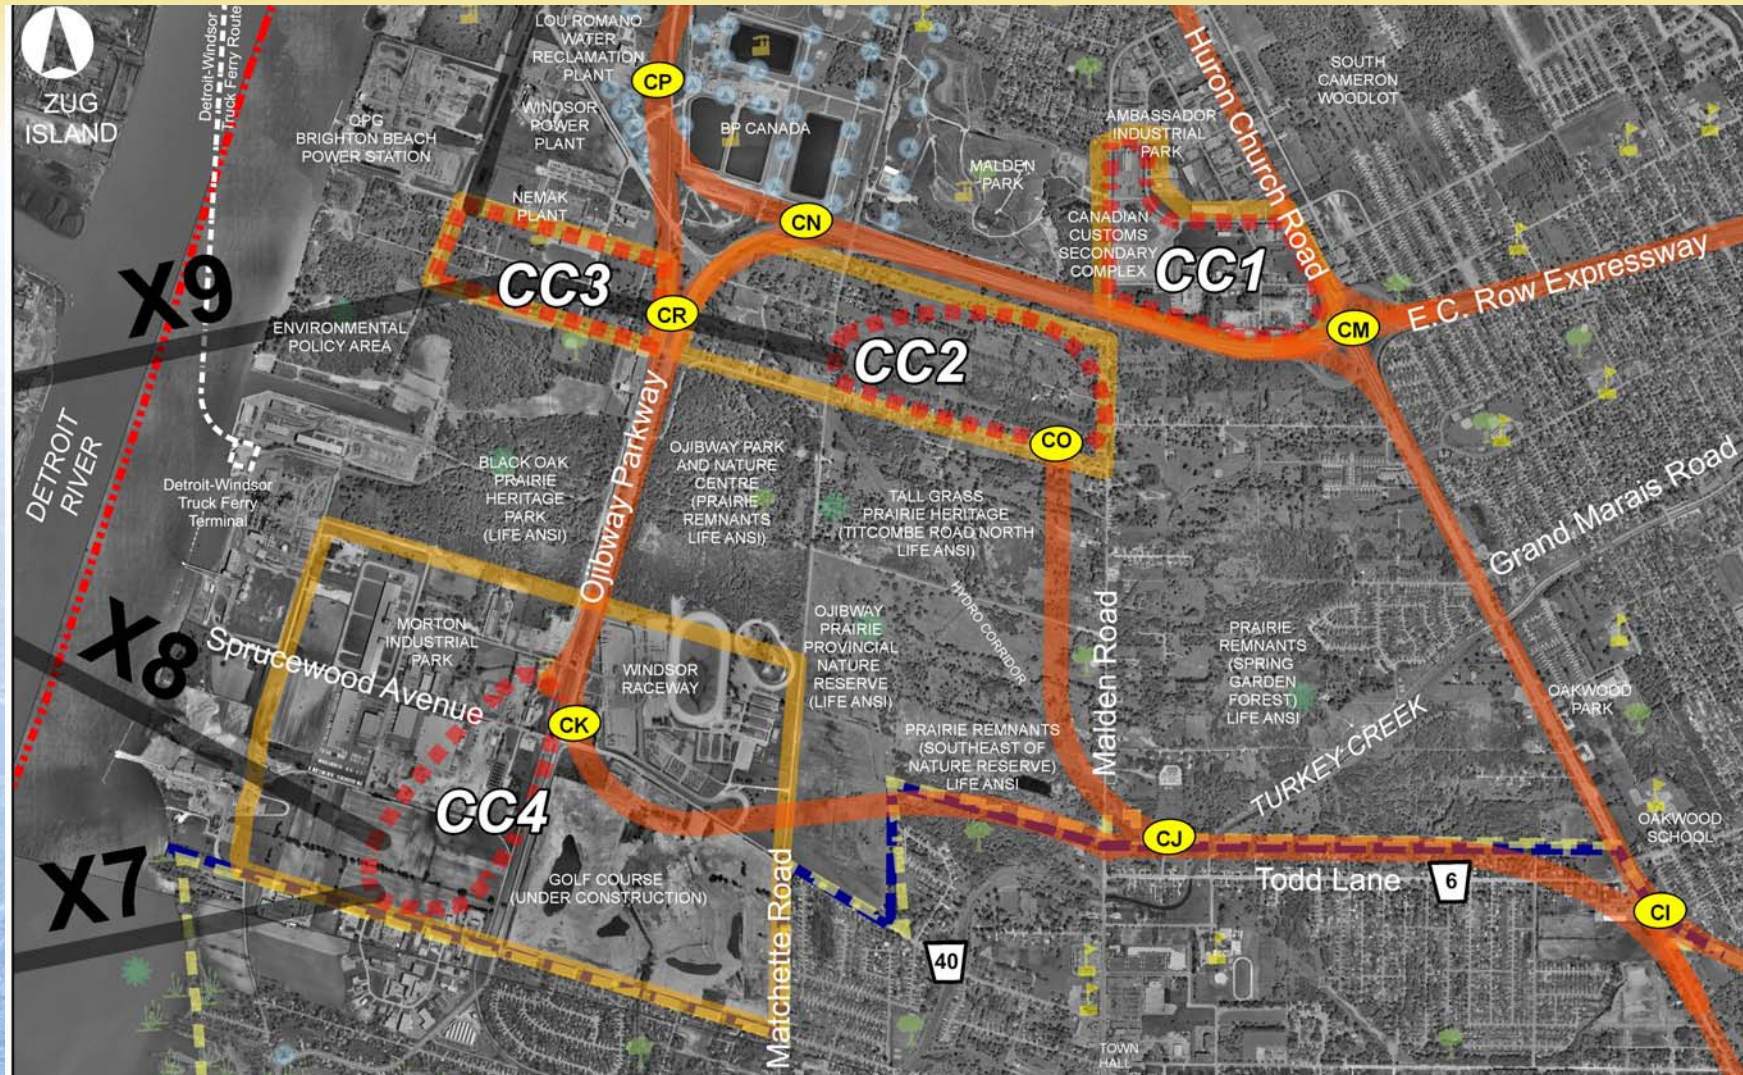 ZUG
ISLAND
Detroit-Windsor
Truck Ferry Route
LOU ROMANO
WATER
RECLAMATION
PLANT
CP
Huron Church Road
SOUTH
CAMERON
WOODLOT
OPG
BRIGHTON BEACH
POWER STATION
WINDSOR
POWER
PLANT
BP CANADA
AMBASSADOR
INDUSTRIAL
PARK
MALDEN
PARK
NEMAK
PLANT
CN
CANADIAN
CUSTOMS
SECONDARY
COMPLEX
CC1
E.C. Row Expressway
X9
CC3
CR
CM
ENVIRONMENTAL
POLICY AREA
CC2
CO
DETROIT
RIVER
Detroit-Windsor
Truck Ferry
Terminal
BLACK OAK
PRAIRIE
HERITAGE
PARK
(LIFE ANSI)
Ojibway Parkway
OJIBWAY PARK
AND NATURE
CENTRE
(PRAIRIE
REMNANTS
LIFE ANSI)
TALL GRASS
PRAIRIE HERITAGE
(TITCOMBE ROAD NORTH
LIFE ANSI)
Grand Marais Road
X8
Sprucewood Avenue
MORTON
INDUSTRIAL
PARK
WINDSOR
RACEWAY
OJIBWAY
PRAIRIE
PROVINCIAL
NATURE
RESERVE
(LIFE ANSI)
HYDRO CORRIDOR
Malden Road
PRAIRIE
REMNANTS
(SPRING
GARDEN
FOREST)
LIFE ANSI
OAKWOOD
PARK
CK
PRAIRIE REMNANTS
(SOUTHEAST OF
NATURE RESERVE)
LIFE ANSI
TURKEY CREEK
CC4
CJ
OAKWOOD
SCHOOL
X7
GOLF COURSE
(UNDER CONSTRUCTION)
Matchette Road
Todd Lane
6
CI
40
TOWN
HALL